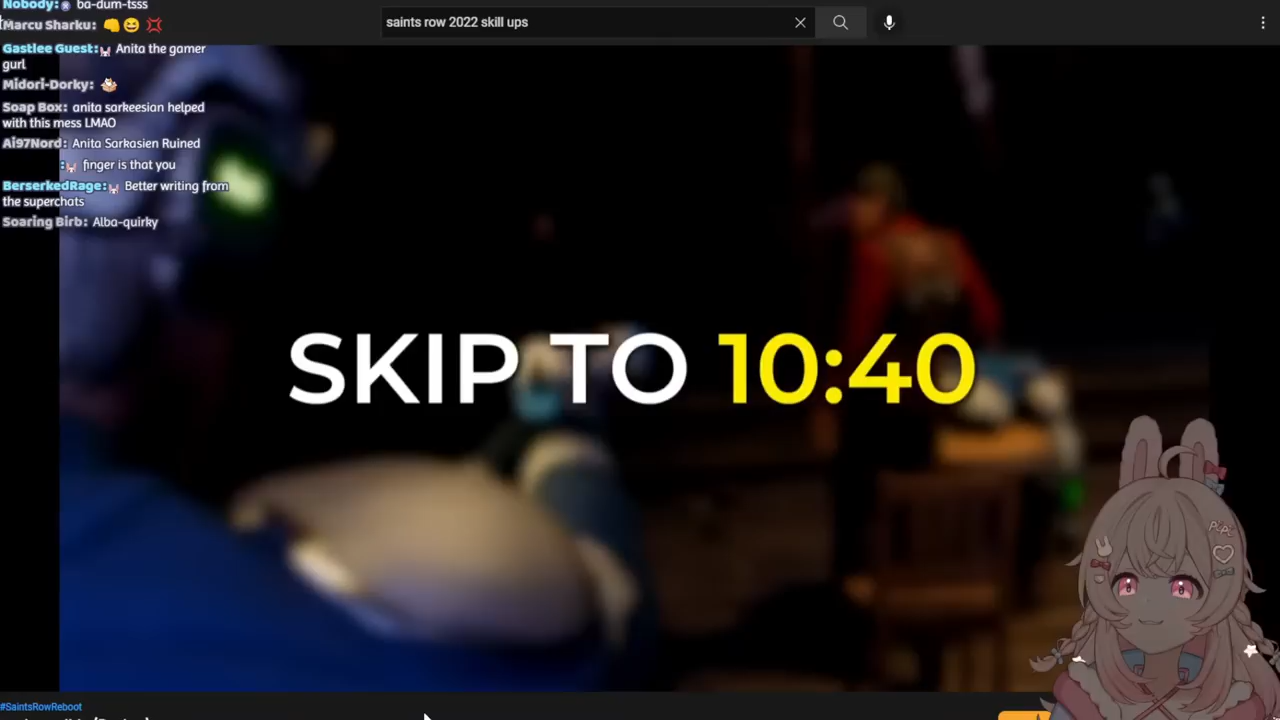 Nobody: ba-dum-tsss
Marcu Sharku:
saints row 2022 skill ups
Gastlee Guest: Anita the gamer
gurl
Midori-Dorky:
Soap Box: anita sarkeesian helped
with this mess LMAO
Ai97Nord: Anita Sarkasien Ruined
: finger is that you
BerserkedRage: Better writing from
the superchats
Soaring Birb: Alba-quirky
SKIP TO 10:40
#SaintsRowReboot